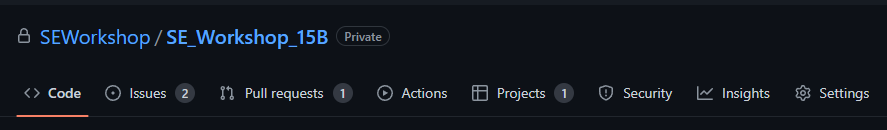 SEWorkshop / SE_Workshop_15B Private
Code Issues 2 Pull requests 1 Actions Projects 1 Security Insights Settings